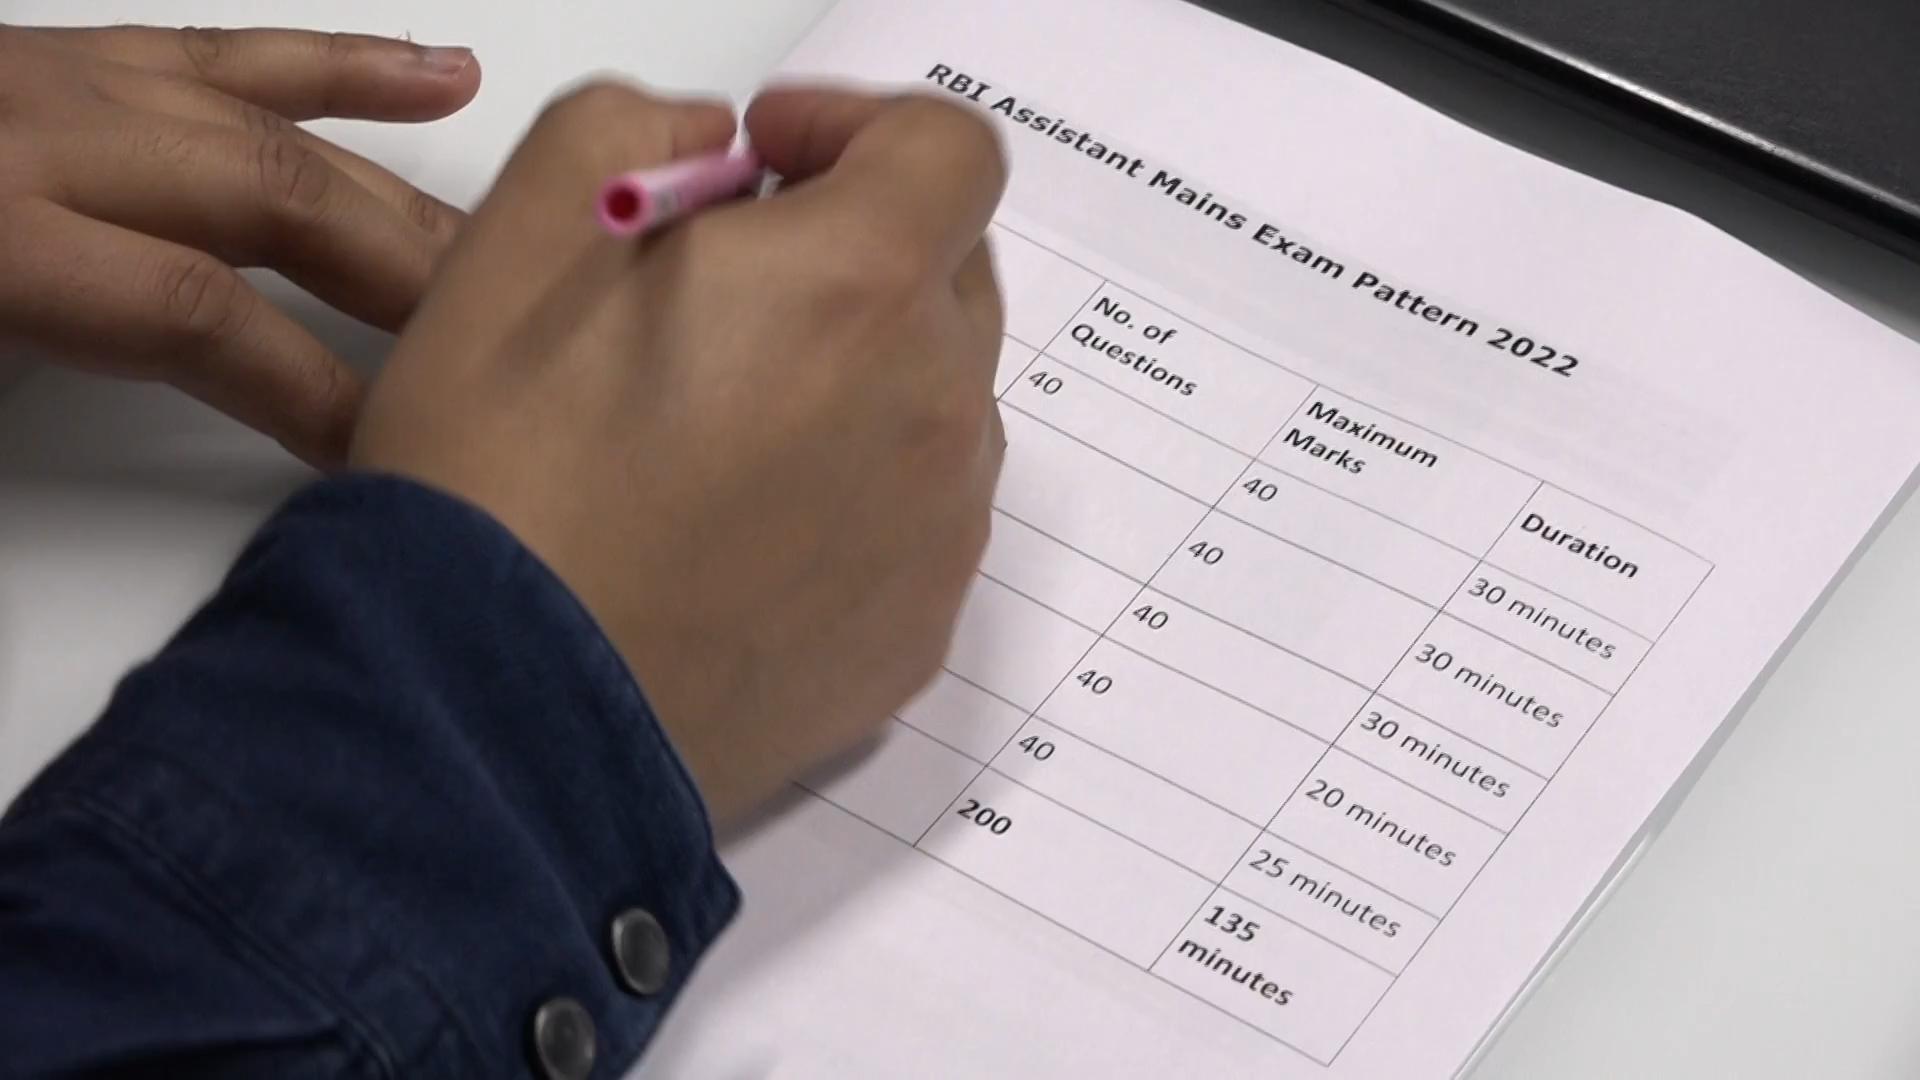 RBI Assistant Mains Exam Pattern 2022
No. of
Questions
Maximum
Marks
Duration
40
40
30 minutes
40
30 minutes
40
30 minutes
40
20 minutes
40
25 minutes
200
135
minutes